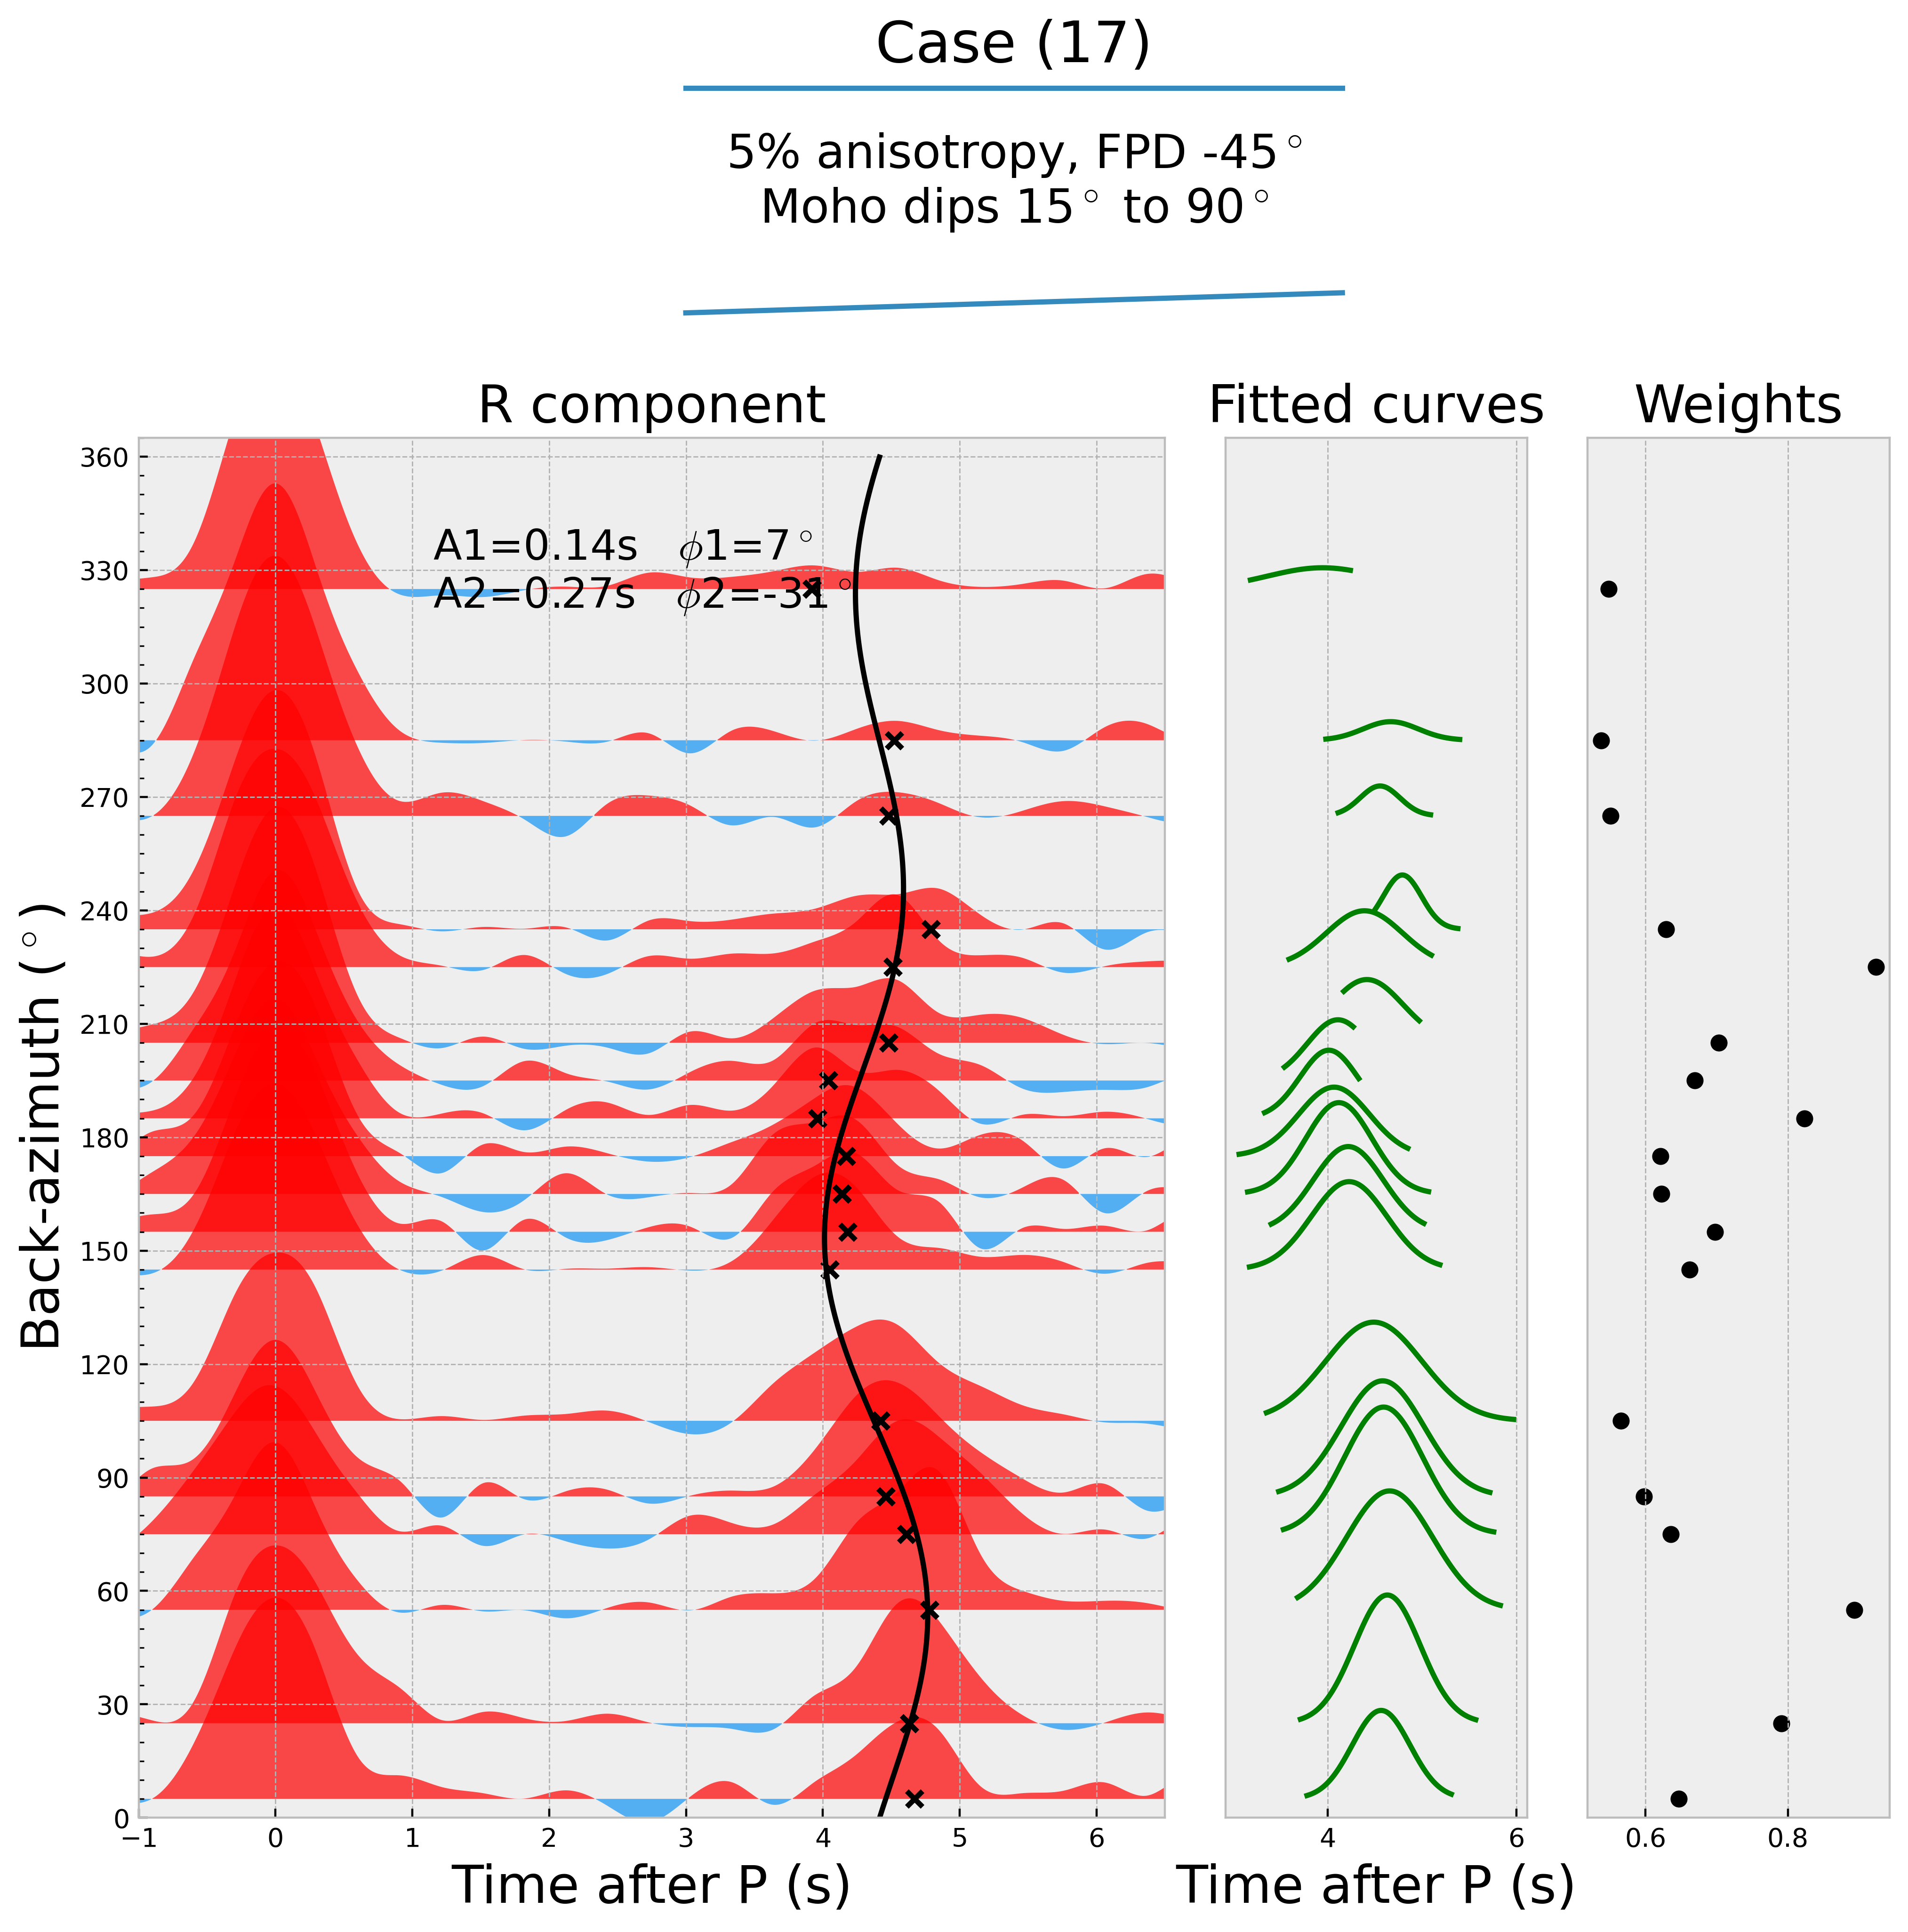 Case (17)
5% anisotropy, FPD -45°
Moho dips 15° to 90°
R component
Fitted curves
Weights
A1=0.14s ϕ1=7°
A2=0.27s ϕ2=-31°
Back-azimuth (°)
360
330
300
270
240
210
180
150
120
90
60
30
0
−1 0 1 2 3 4 5 6
4 6
0.6 0.8
Time after P (s)
Time after P (s)